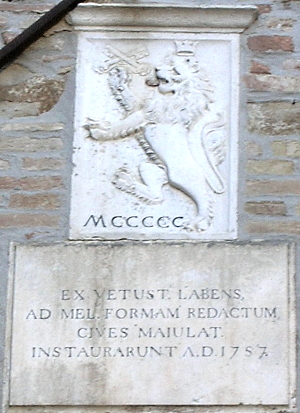 MCCCCC
EX VETUST. LABENS,
AD MEL. FORMAM REDACTUM
CIVES MAIULAT.
INSTAURARUNT A.D. 1757.